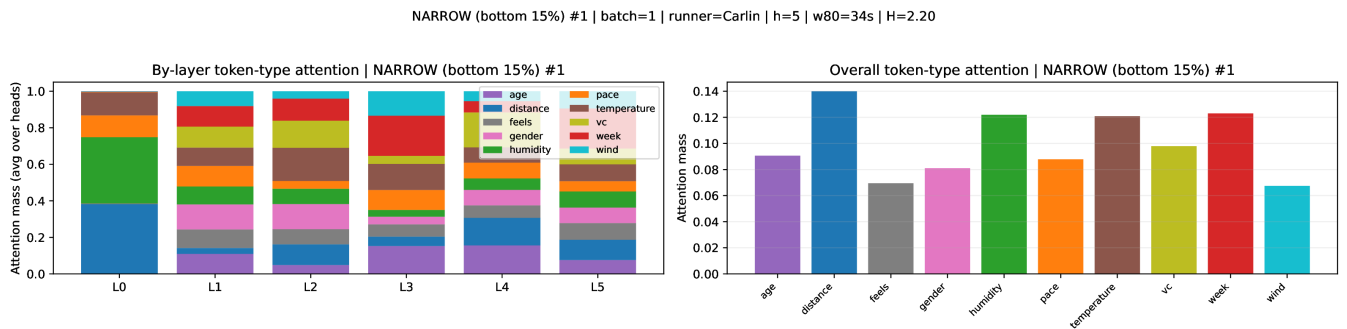 NARROW (bottom 15%) #1 | batch=1 | runner=Carlin | h=5 | w80=34s | H=2.20
By-layer token-type attention | NARROW (bottom 15%) #1
Attention mass (avg over heads)
1.0
0.8
0.6
0.4
0.2
0.0
L0 L1 L2 L3 L4 L5
age pace
distance temperature
feels vc
gender week
humidity wind
Overall token-type attention | NARROW (bottom 15%) #1
Attention mass
0.14
0.12
0.10
0.08
0.06
0.04
0.02
0.00
age distance feels gender humidity pace temperature vc week wind